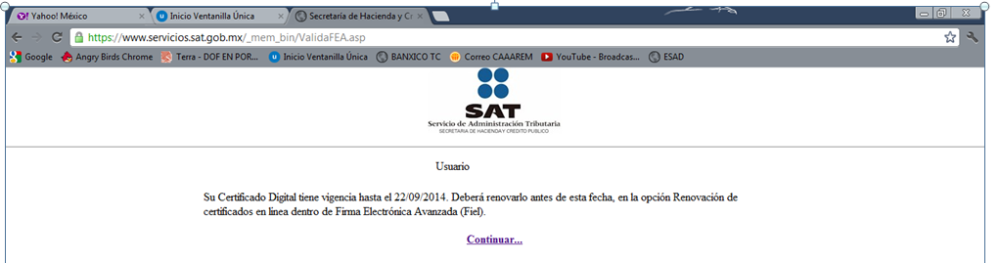 Yahoo! México
Inicio Ventanilla Única
Secretaría de Hacienda y Cr
https://www.servicios.sat.gob.mx/_mem_bin/ValidaFEA.asp
Google Angry Birds Chrome Terra - DOF EN POR... Inicio Ventanilla Única BANXICO TC Correo CAAAREM YouTube - Broadcas... ESAD
SAT
Servicio de Administración Tributaria
SECRETARIA DE HACIENDA Y CREDITO PUBLICO
Usuario
Su Certificado Digital tiene vigencia hasta el 22/09/2014. Deberá renovarlo antes de esta fecha, en la opción Renovación de
certificados en linea dentro de Firma Electrónica Avanzada (Fiel).
Continuar...